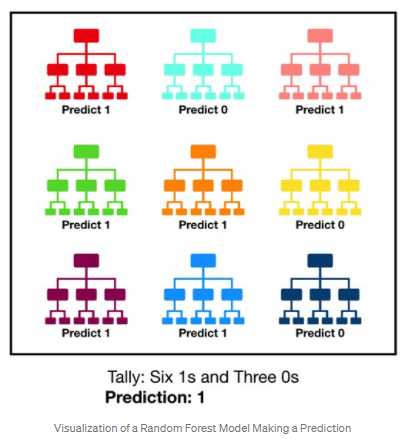 Predict 1 Predict 0 Predict 1
Predict 1 Predict 1 Predict 0
Predict 1 Predict 1 Predict 0
Tally: Six 1s and Three 0s
Prediction: 1
Visualization of a Random Forest Model Making a Prediction